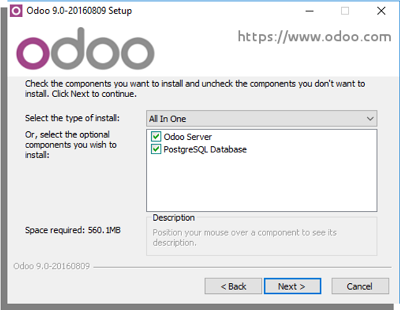 Odoo 9.0-20160809 Setup
odoo
https://www.odoo.com
Check the components you want to install and uncheck the components you don't want to
install. Click Next to continue.
Select the type of install:
All In One
Or, select the optional
components you wish to
install:
Odoo Server
PostgreSQL Database
Space required: 560.1MB
Description
Position your mouse over a component to see its
description.
Odoo 9.0-20160809
< Back
Next >
Cancel